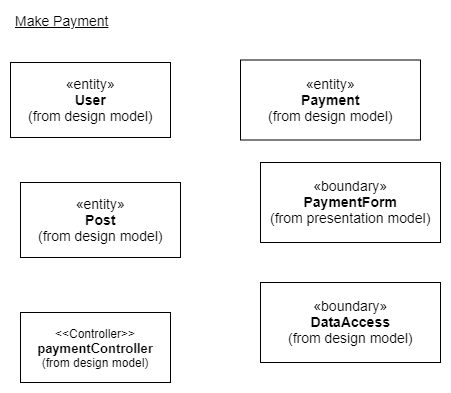 Make Payment
«entity»
User
(from design model)
«entity»
Payment
(from design model)
«entity»
Post
(from design model)
«boundary»
PaymentForm
(from presentation model)
<<Controller>>
paymentController
(from design model)
«boundary»
DataAccess
(from design model)